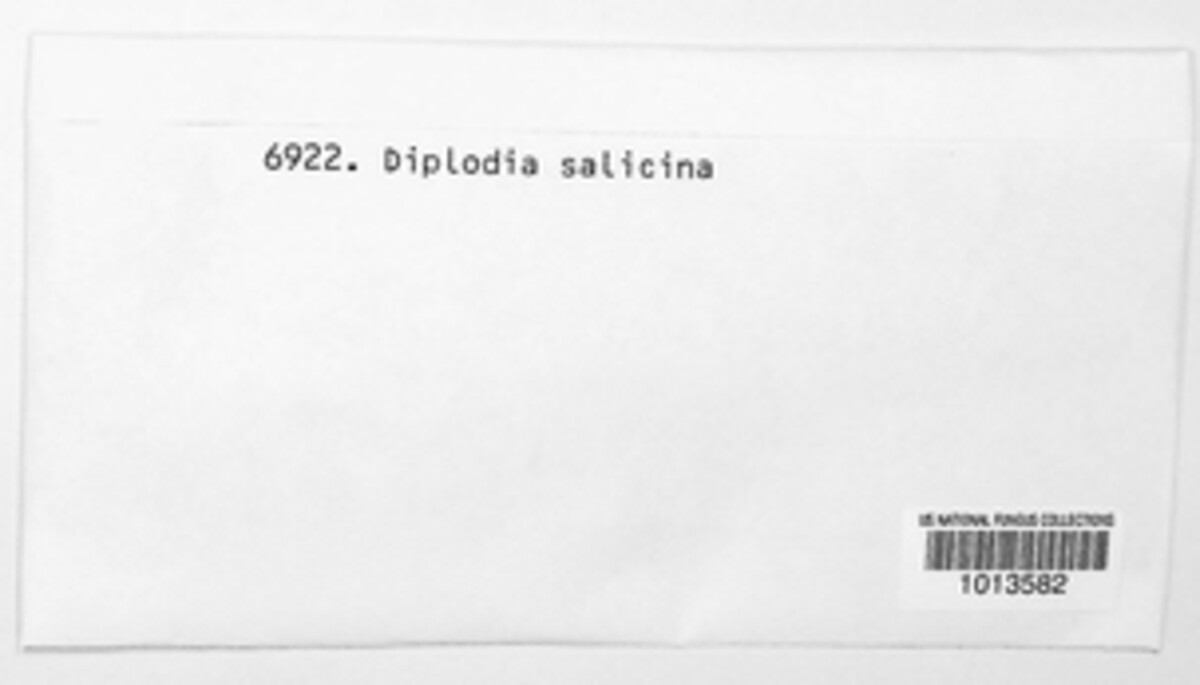 6922. Diplodia salicina
US NATIONAL FUNGUS COLLECTIONS
1013582